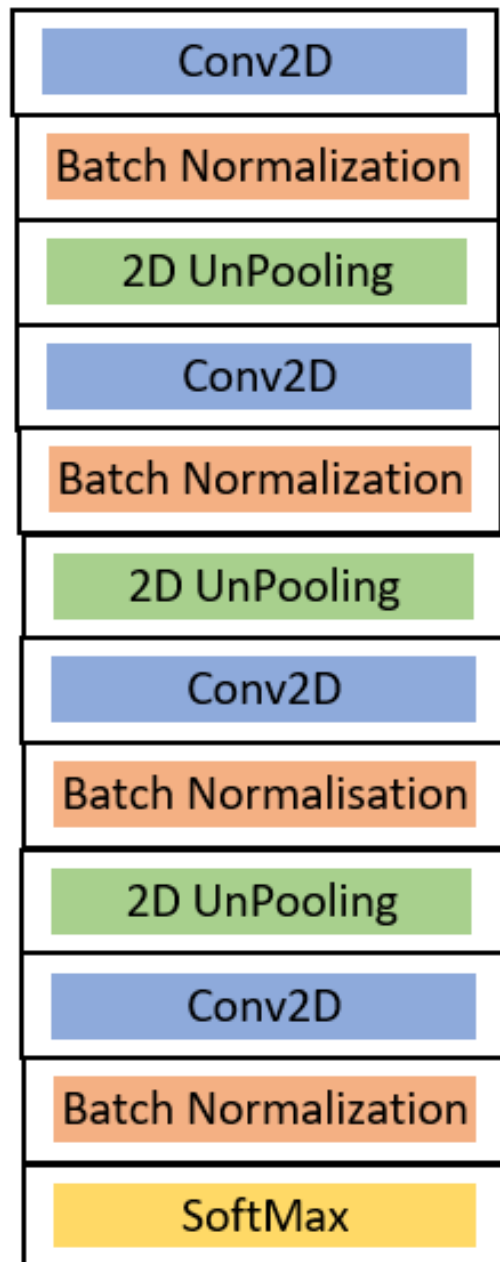 Conv2D
Batch Normalization
2D UnPooling
Conv2D
Batch Normalization
2D UnPooling
Conv2D
Batch Normalisation
2D UnPooling
Conv2D
Batch Normalization
SoftMax